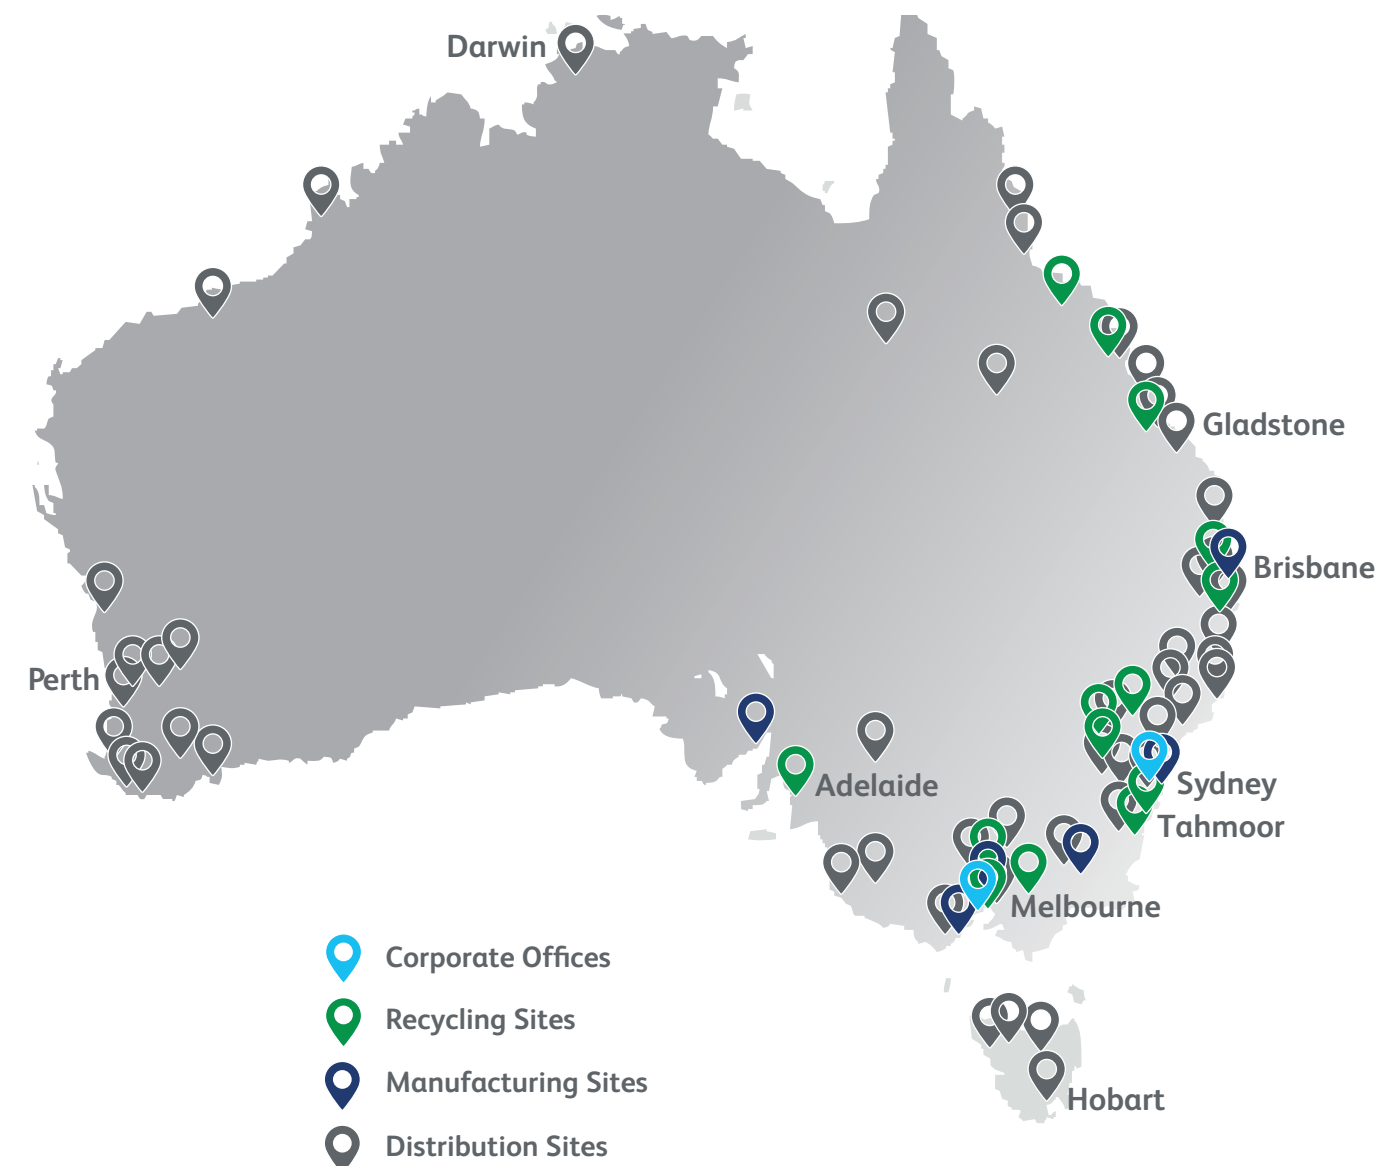 Darwin
Gladstone
Brisbane
Perth
Adelaide
Sydney
Tahmoor
Melbourne
Corporate Offices
Recycling Sites
Manufacturing Sites
Hobart
Distribution Sites